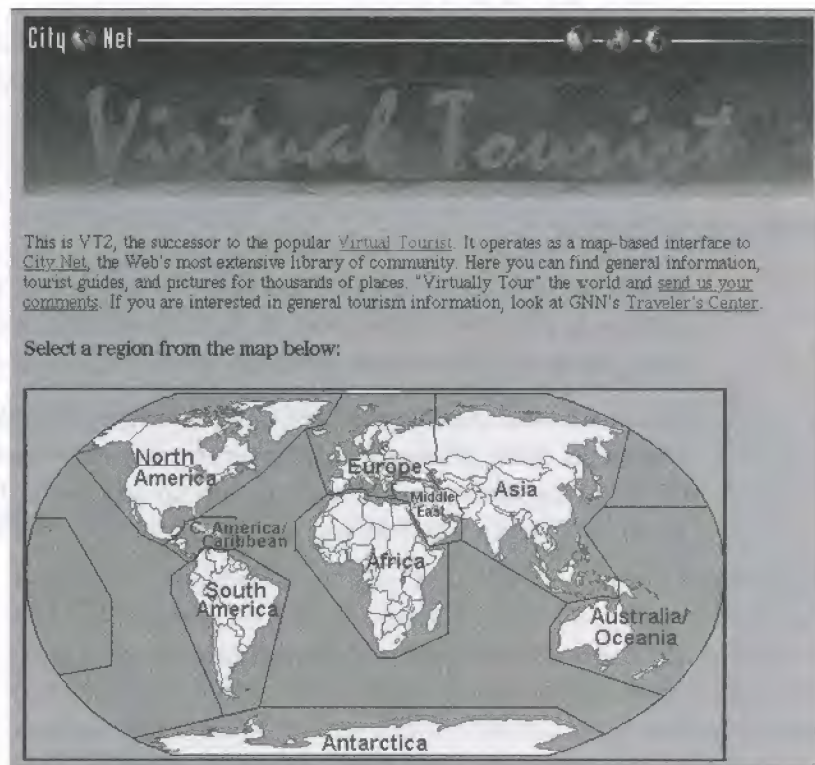 City Net
Virtual Tourist
This is VT2, the successor to the popular Virtual Tourist. It operates as a map-based interface to
City Net, the Web's most extensive library of community. Here you can find general information,
tourist guides, and pictures for thousands of places. "Virtually Tour" the world and send us your
comments. If you are interested in general tourism information, look at GNN's Traveler's Center.
Select a region from the map below:
North
America
Europe
Asia
Middle
East
C. America/
Caribbean
Africa
South
America
Australia/
Oceania
Antarctica